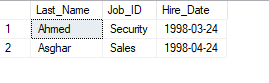 Last_Name Job_ID Hire_Date
1 Ahmed Security 1998-03-24
2 Asghar Sales 1998-04-24